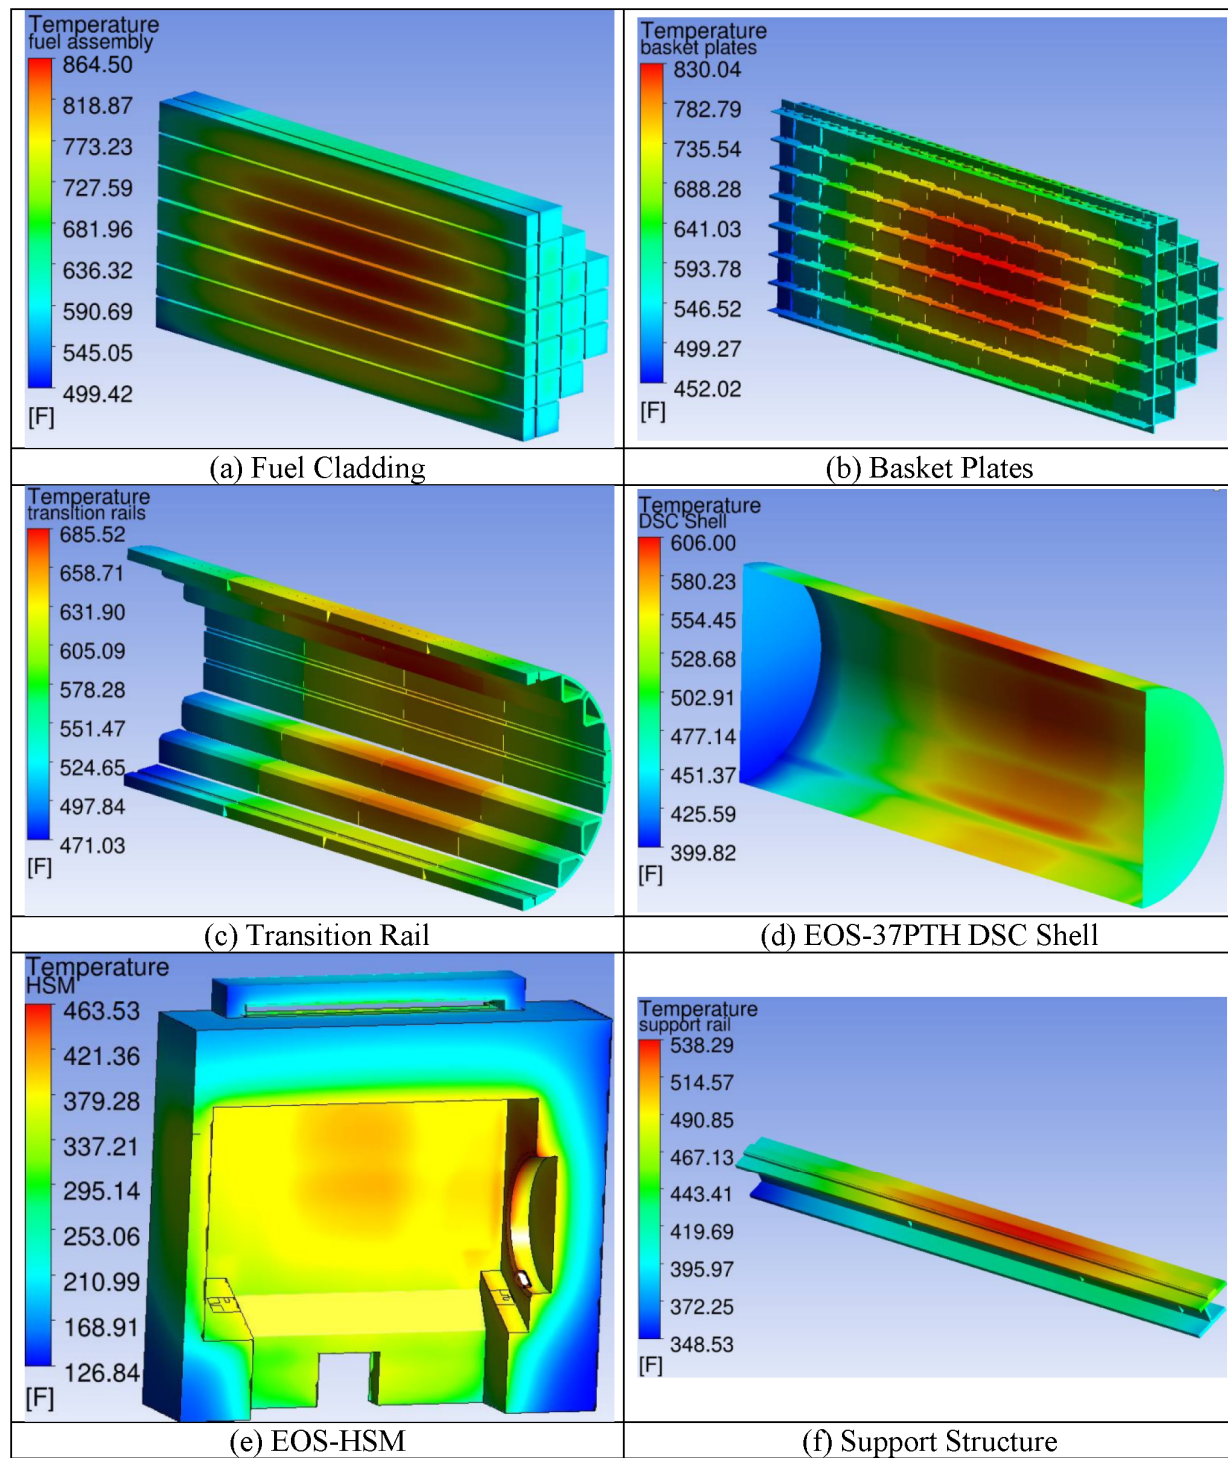 Temperature
fuel assembly
864.50
818.87
773.23
727.59
681.96
636.32
590.69
545.05
499.42
[F]
(a) Fuel Cladding
Temperature
basket plates
830.04
782.79
735.54
688.28
641.03
593.78
546.52
499.27
452.02
[F]
(b) Basket Plates
Temperature
transition rails
685.52
658.71
631.90
605.09
578.28
551.47
524.65
497.84
471.03
[F]
(c) Transition Rail
Temperature
DSC Shell
606.00
580.23
554.45
528.68
502.91
477.14
451.37
425.59
399.82
[F]
(d) EOS-37PTH DSC Shell
Temperature
HSM
463.53
421.36
379.28
337.21
295.14
253.06
210.99
168.91
126.84
[F]
(e) EOS-HSM
Temperature
support rail
538.29
514.57
490.85
467.13
443.41
419.69
395.97
372.25
348.53
[F]
(f) Support Structure